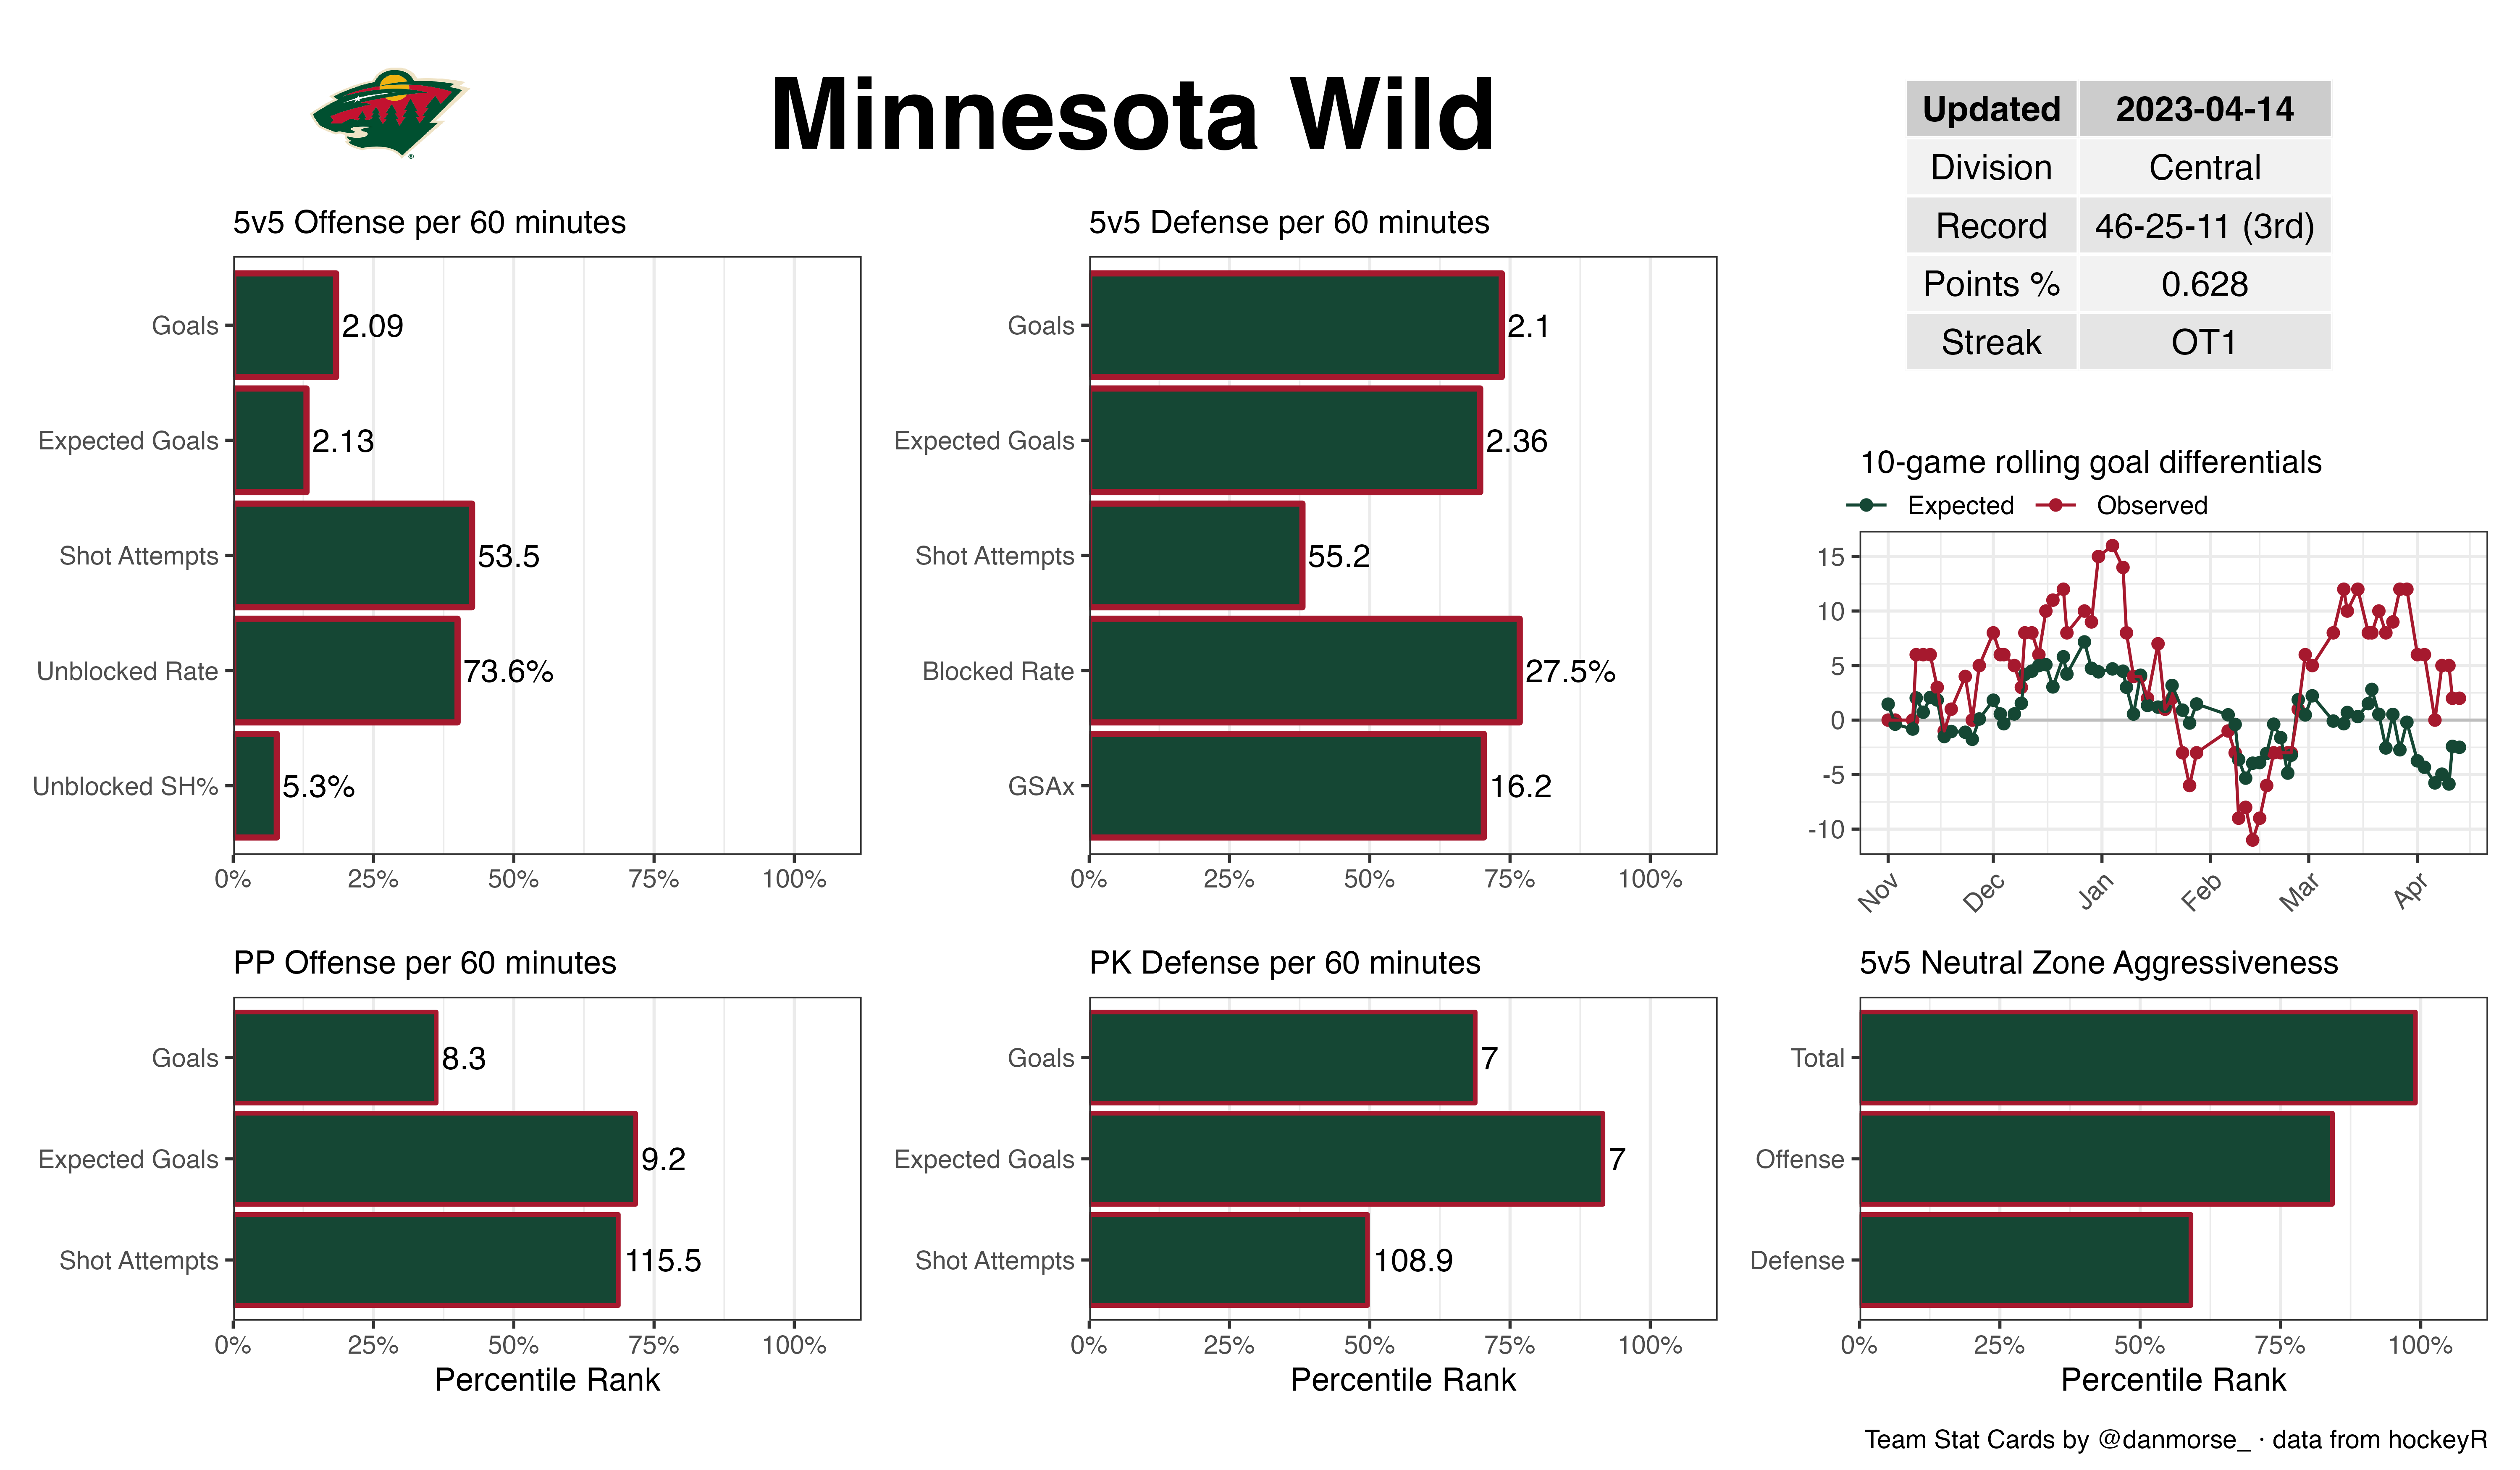 Minnesota Wild
Updated 2023-04-14
Division Central
Record 46-25-11 (3rd)
Points % 0.628
Streak OT1
5v5 Offense per 60 minutes
Goals 2.09
Expected Goals 2.13
Shot Attempts 53.5
Unblocked Rate 73.6%
Unblocked SH% 5.3%
0% 25% 50% 75% 100%
5v5 Defense per 60 minutes
Goals 2.1
Expected Goals 2.36
Shot Attempts 55.2
Blocked Rate 27.5%
GSAx 16.2
0% 25% 50% 75% 100%
10-game rolling goal differentials
Expected Observed
15
10
5
0
-5
-10
Nov Dec Jan Feb Mar Apr
PP Offense per 60 minutes
Goals 8.3
Expected Goals 9.2
Shot Attempts 115.5
0% 25% 50% 75% 100%
Percentile Rank
PK Defense per 60 minutes
Goals 7
Expected Goals 7
Shot Attempts 108.9
0% 25% 50% 75% 100%
Percentile Rank
5v5 Neutral Zone Aggressiveness
Total
Offense
Defense
0% 25% 50% 75% 100%
Percentile Rank
Team Stat Cards by @danmorse_ · data from hockeyR